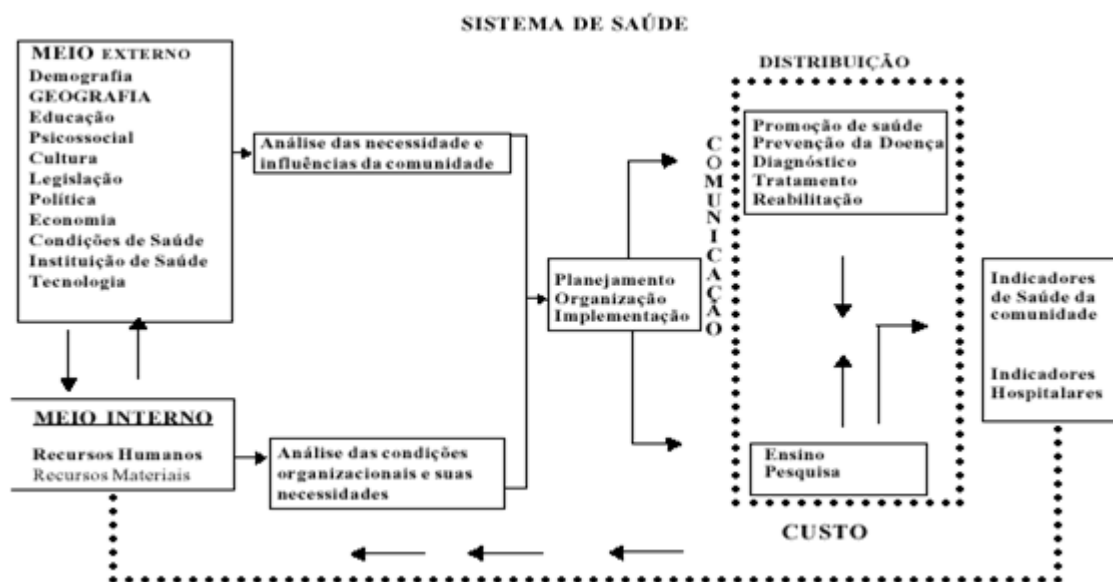 SISTEMA DE SAÚDE
MEIO EXTERNO
Demografia
GEOGRAFIA
Educação
Psicossocial
Cultura
Legislação
Política
Economia
Condições de Saúde
Instituição de Saúde
Tecnologia
MEIO INTERNO
Recursos Humanos
Recursos Materiais
Análise das necessidade e
influências da comunidade
Análise das condições
organizacionais e suas
necessidades
Planejamento
Organização
Implementação
COMUNICAÇÃO
DISTRIBUIÇÃO
Promoção de saúde
Prevenção da Doença
Diagnóstico
Tratamento
Reabilitação
Ensino
Pesquisa
CUSTO
Indicadores
de Saúde da
comunidade
Indicadores
Hospitalares